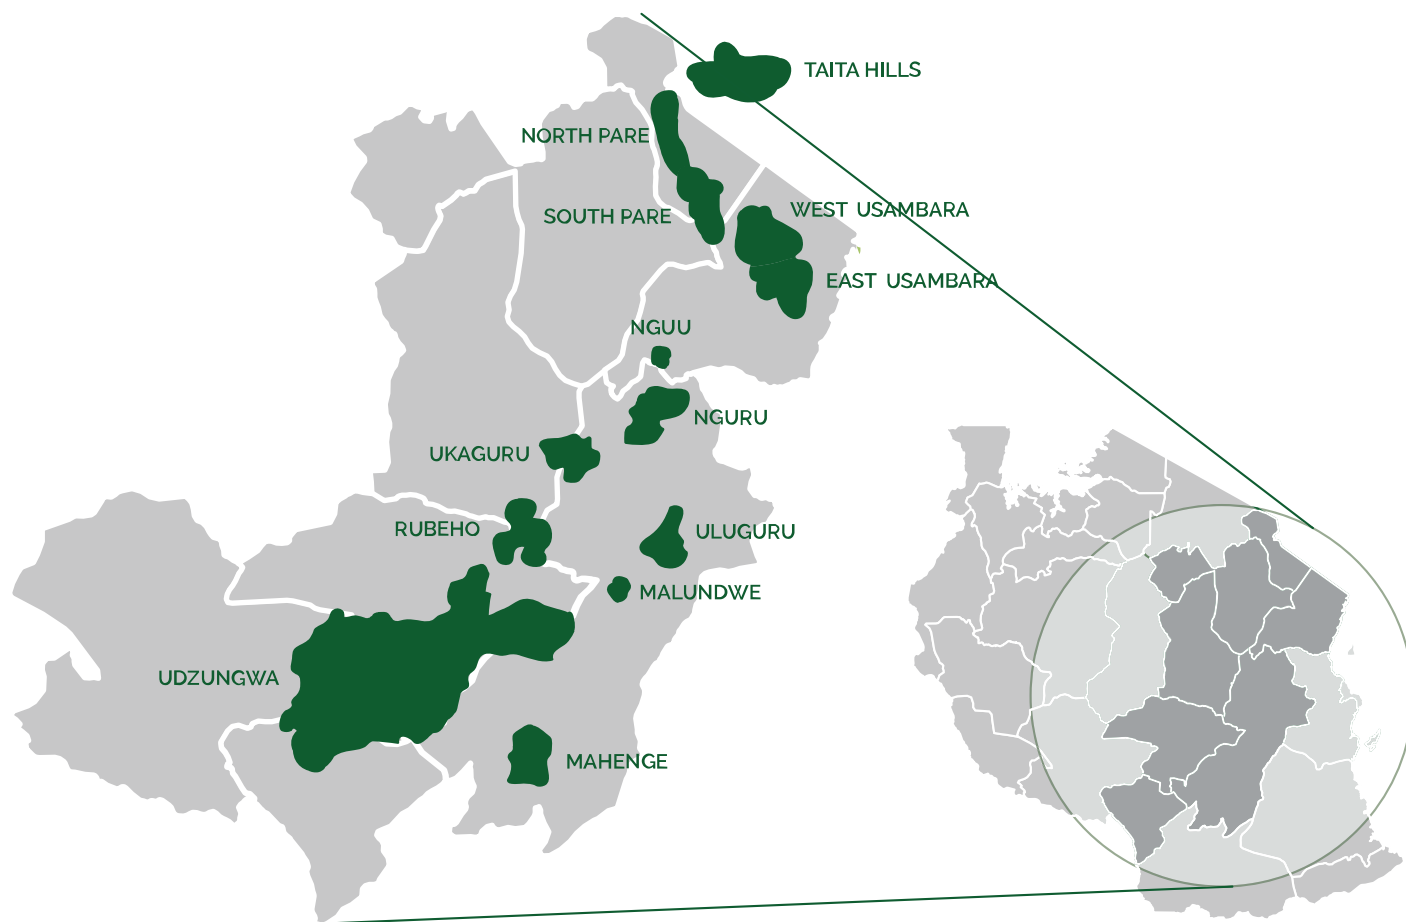 TAITA HILLS
NORTH PARE
SOUTH PARE
WEST USAMBARA
EAST USAMBARA
NGUU
NGURU
UKAGURU
RUBEHO
ULUGURU
MALUNDWE
UDZUNGWA
MAHENGE